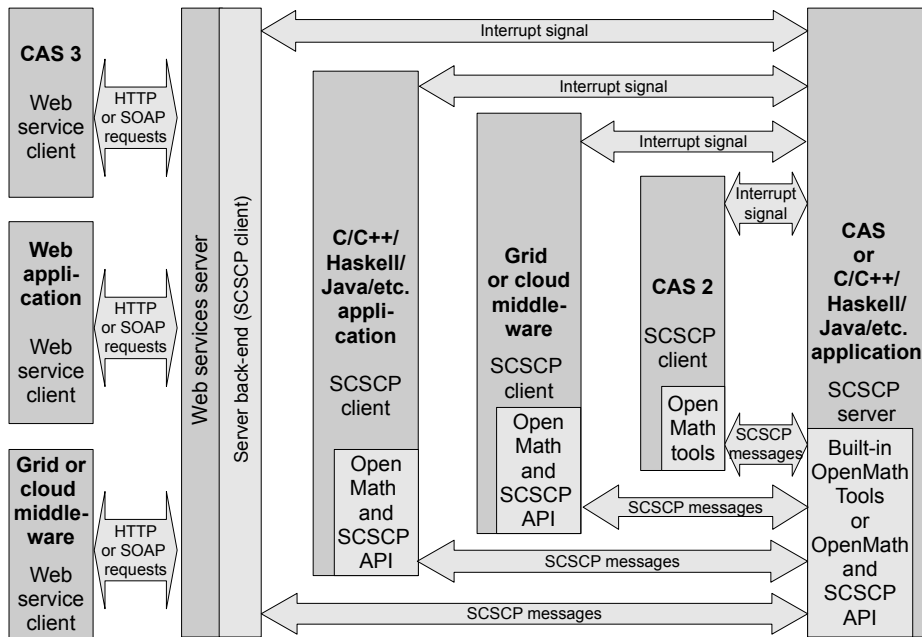 CAS 3
Web
service
client
HTTP
or SOAP
requests
Web
appli-
cation
Web
service
client
HTTP
or SOAP
requests
Grid or
cloud
middle-
ware
Web
service
client
HTTP
or SOAP
requests
Web services server
Server back-end (SCSCP client)
Interrupt signal
Interrupt signal
Interrupt signal
Interrupt
signal
C/C++/
Haskell/
Java/etc.
appli-
cation
SCSCP
client
Open
Math
and
SCSCP
API
Grid
or cloud
middle-
ware
SCSCP
client
Open
Math
and
SCSCP
API
CAS 2
SCSCP
client
Open
Math
tools
SCSCP
messages
SCSCP messages
SCSCP messages
SCSCP messages
CAS
or
C/C++/
Haskell/
Java/etc.
application
SCSCP
server
Built-in
OpenMath
Tools
or
OpenMath
and
SCSCP
API